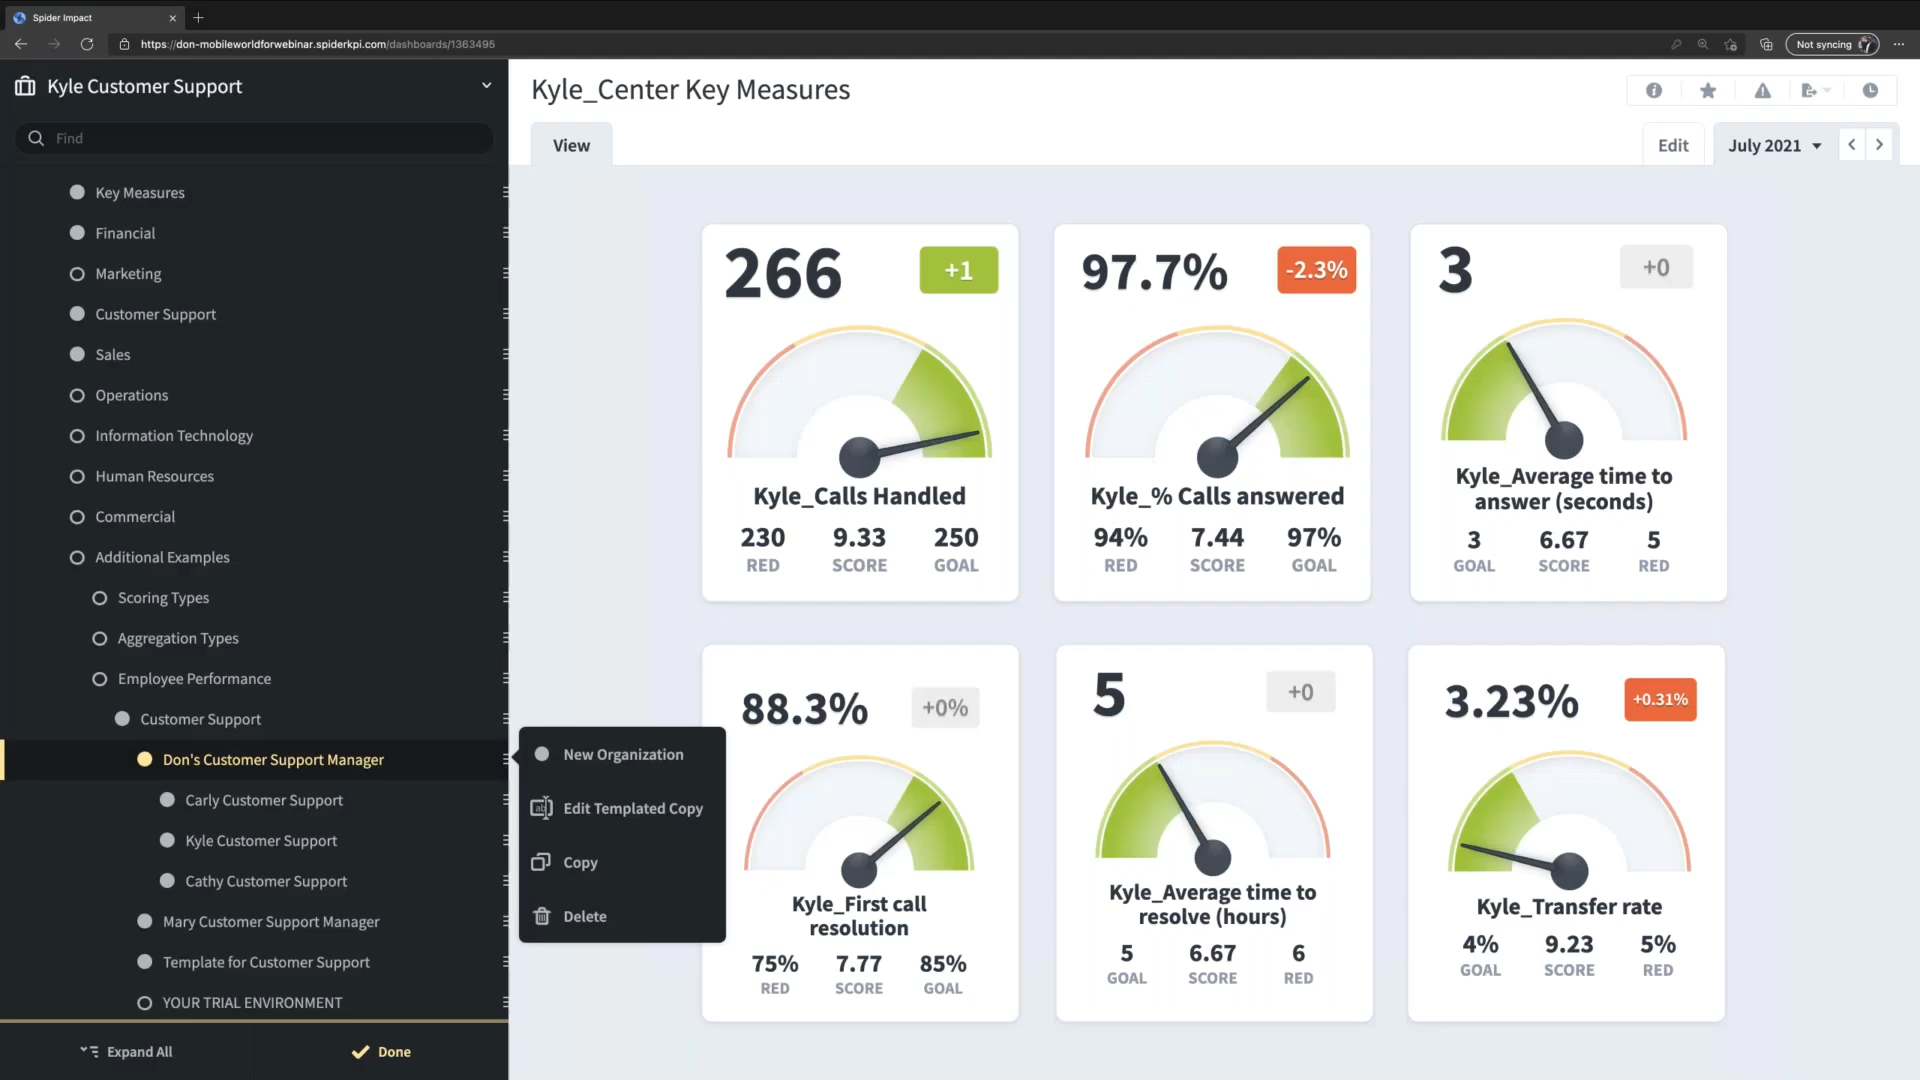 Spider Impact
https://don-mobileworldforwebinar.spiderkpi.com/dashboards/1363495
Not syncing
Kyle Customer Support
Find
Key Measures
Financial
Marketing
Customer Support
Sales
Operations
Information Technology
Human Resources
Commercial
Additional Examples
Scoring Types
Aggregation Types
Employee Performance
Customer Support
Don's Customer Support Manager
Carly Customer Support
Kyle Customer Support
Cathy Customer Support
Mary Customer Support Manager
Template for Customer Support
YOUR TRIAL ENVIRONMENT
Expand All
Done
New Organization
Edit Templated Copy
Copy
Delete
Kyle_Center Key Measures
View
Edit
July 2021
266 +1
Kyle_Calls Handled
230 9.33 250
RED SCORE GOAL
97.7% -2.3%
Kyle_% Calls answered
94% 7.44 97%
RED SCORE GOAL
3 +0
Kyle_Average time to
answer (seconds)
3 6.67 5
GOAL SCORE RED
88.3% +0%
Kyle_First call
resolution
75% 7.77 85%
RED SCORE GOAL
5 +0
Kyle_Average time to
resolve (hours)
5 6.67 6
GOAL SCORE RED
3.23% +0.31%
Kyle_Transfer rate
4% 9.23 5%
GOAL SCORE RED